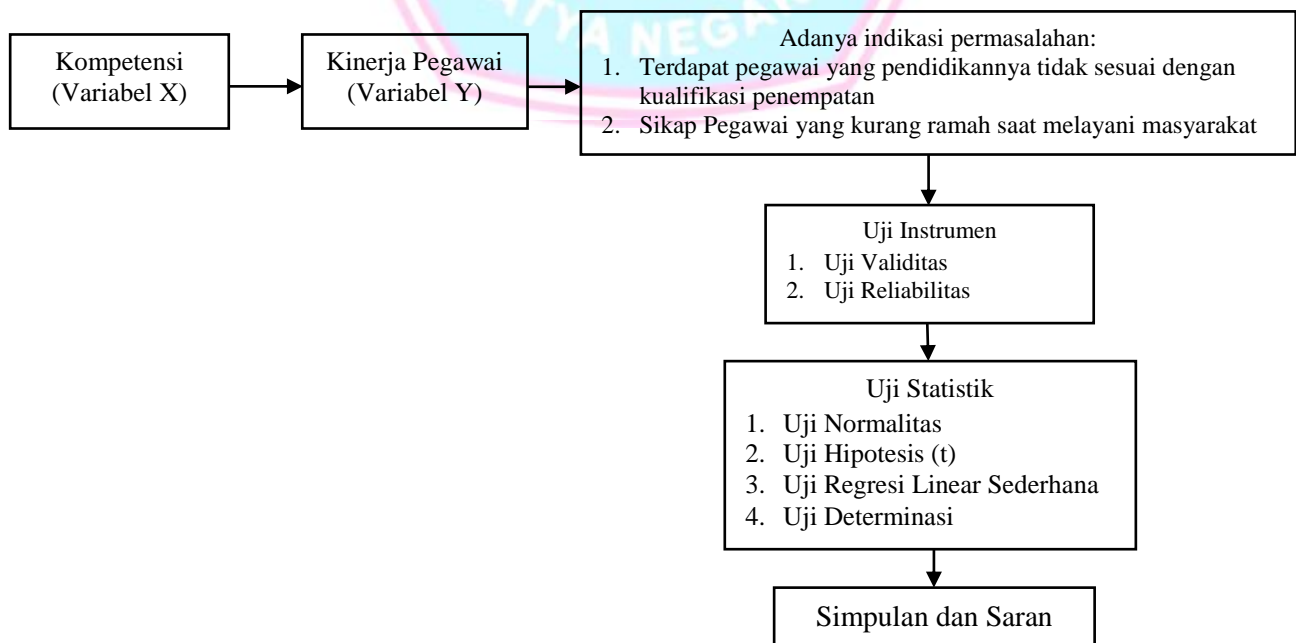 ATYA NEGARA
Kompetensi
(Variabel X)
Kinerja Pegawai
(Variabel Y)
Adanya indikasi permasalahan:
1. Terdapat pegawai yang pendidikannya tidak sesuai dengan
kualifikasi penempatan
2. Sikap Pegawai yang kurang ramah saat melayani masyarakat
Uji Instrumen
1. Uji Validitas
2. Uji Reliabilitas
Uji Statistik
1. Uji Normalitas
2. Uji Hipotesis (t)
3. Uji Regresi Linear Sederhana
4. Uji Determinasi
Simpulan dan Saran